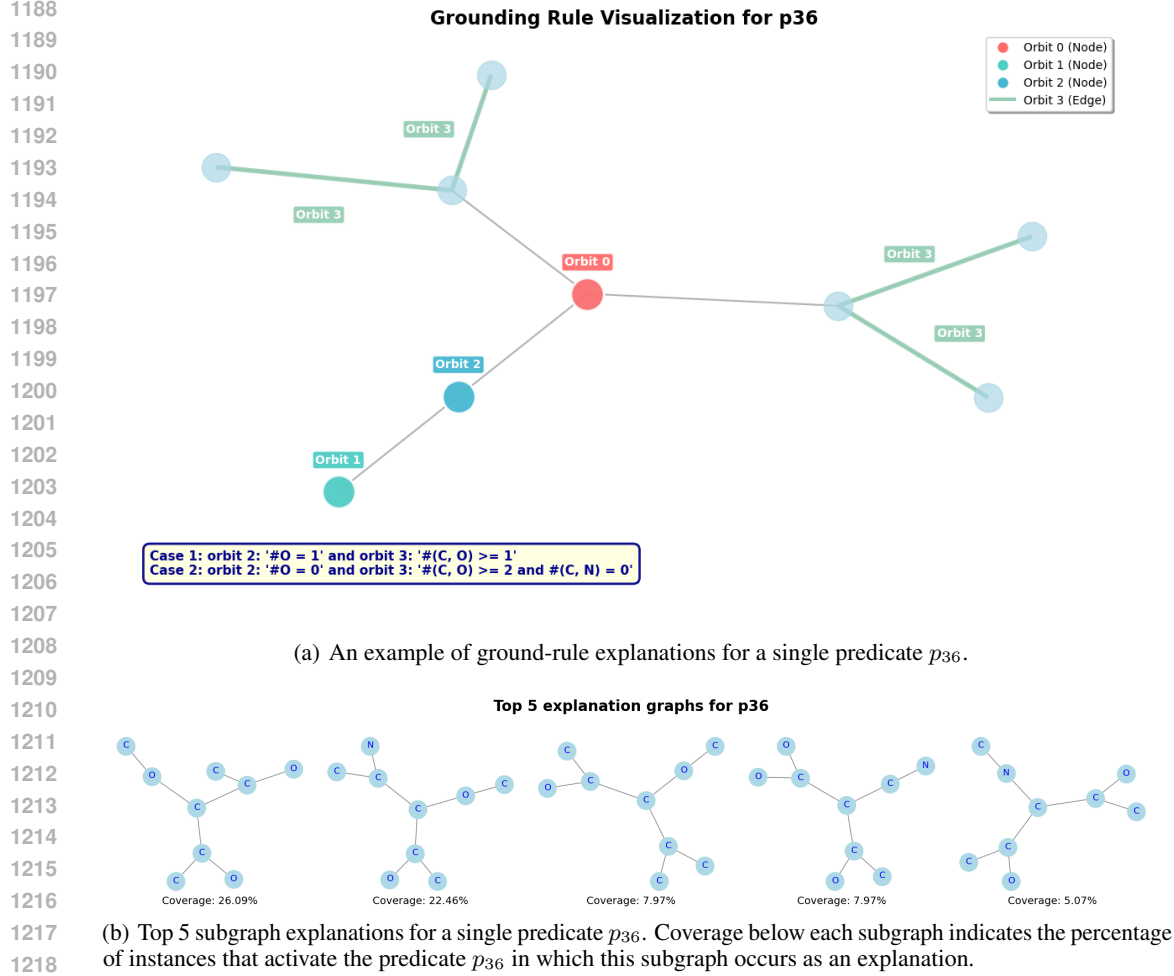 1188
Grounding Rule Visualization for p36
1189
Orbit 0 (Node)
1190
Orbit 1 (Node)
Orbit 2 (Node)
1191
Orbit 3 (Edge)
1192
Orbit 3
1193
1194
Orbit 3
1195
Orbit 3
1196
Orbit 0
1197
1198
Orbit 3
1199
Orbit 2
1200
1201
1202
Orbit 1
1203
1204
1205
Case 1: orbit 2: '#O = 1' and orbit 3: '#(C, O) >= 1'
Case 2: orbit 2: '#O = 0' and orbit 3: '#(C, O) >= 2 and #(C, N) = 0'
1206
1207
1208
(a) An example of ground-rule explanations for a single predicate p36.
1209
1210
Top 5 explanation graphs for p36
1211
C N C C O C
1212
O C O C C C O O C N N O
1213
C C O C O C C C C C
1214
C C C C C
1215
C O O C C C O C C O
1216
Coverage: 26.09% Coverage: 22.46% Coverage: 7.97% Coverage: 7.97% Coverage: 5.07%
1217
(b) Top 5 subgraph explanations for a single predicate p36. Coverage below each subgraph indicates the percentage
1218
of instances that activate the predicate p36 in which this subgraph occurs as an explanation.